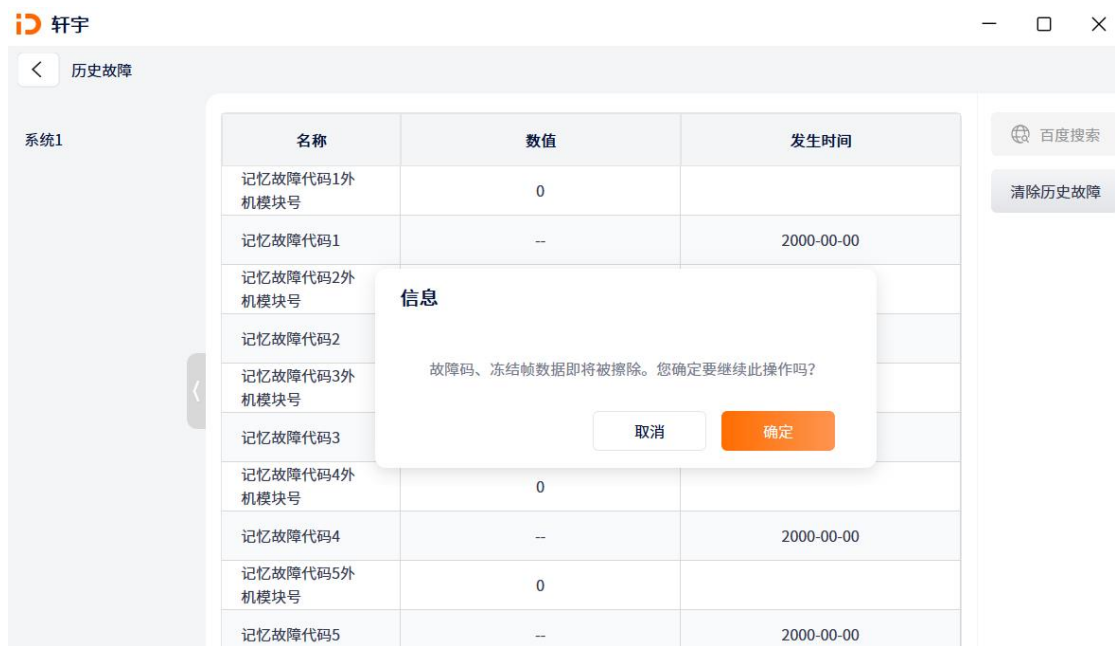 轩宇
历史故障
系统1
名称 数值 发生时间
百度搜索
清除历史故障
记忆故障代码1外
机模块号
0
记忆故障代码1 -- 2000-00-00
记忆故障代码2外
机模块号
记忆故障代码2
记忆故障代码3外
机模块号
记忆故障代码3
信息
故障码、冻结帧数据即将被擦除。您确定要继续此操作吗?
取消 确定
记忆故障代码4外
机模块号
0
记忆故障代码4 -- 2000-00-00
记忆故障代码5外
机模块号
0
记忆故障代码5 -- 2000-00-00